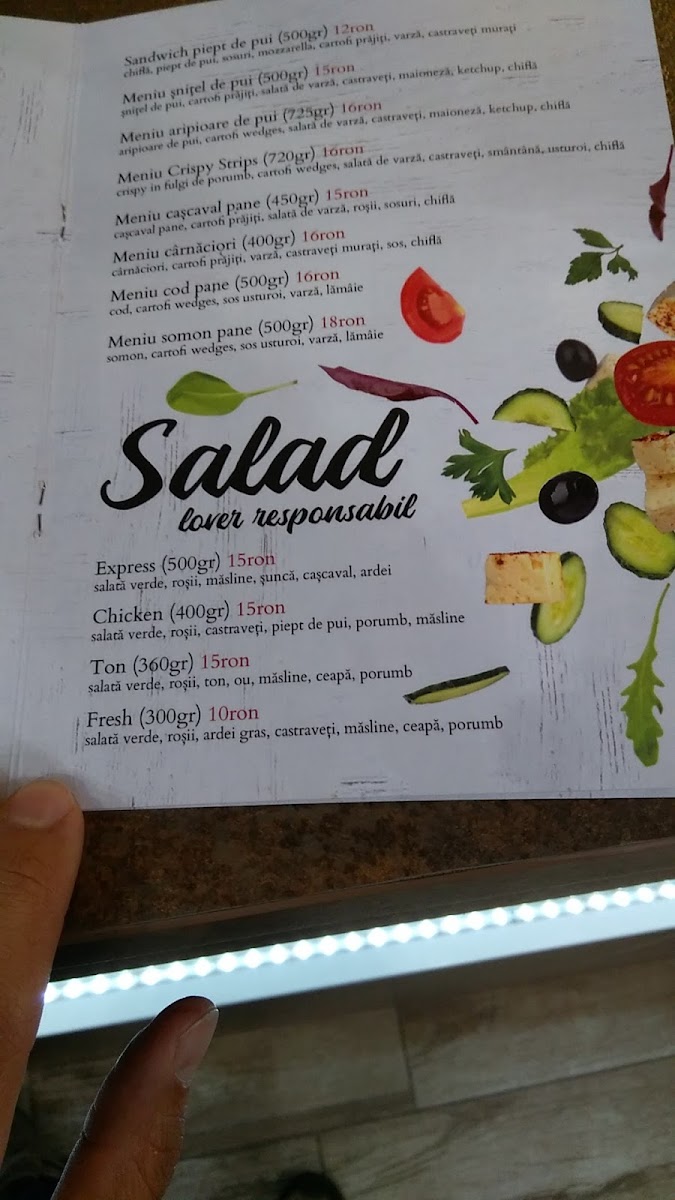 Sandwich piept de pui (500gr) 12ron
chiflă, piept de pui, sosuri, mozzarella, cartofi prăjiți, varză, castraveți murați
Meniu șnițel de pui (500gr) 15ron
șnițel de pui, cartofi prăjiți, salată de varză, castraveți, maioneză, ketchup, chiflă
Meniu aripioare de pui (725gr) 16ron
aripioare de pui, cartofi wedges, salată de varză, castraveți, maioneză, ketchup, chiflă
Meniu Crispy Strips (720gr) 16ron
crispy in fulgi de porumb, cartofi wedges, salată de varză, castraveți, smântână, usturoi, chiflă
Meniu cașcaval pane (450gr) 15ron
cașcaval pane, cartofi prăjiți, salată de varză, roșii, sosuri, chiflă
Meniu cârnăciori (400gr) 16ron
cârnăciori, cartofi prăjiți, varză, castraveți murați, sos, chiflă
Meniu cod pane (500gr) 16ron
cod, cartofi wedges, sos usturoi, varză, lămâie
Meniu somon pane (500gr) 18ron
somon, cartofi wedges, sos usturoi, varză, lămâie
Salad
lover responsabil
Express (500gr) 15ron
salată verde, roșii, măsline, șuncă, cașcaval, ardei
Chicken (400gr) 15ron
salată verde, roșii, castraveți, piept de pui, porumb, măsline
Ton (360gr) 15ron
salată verde, roșii, ton, ou, măsline, ceapă, porumb
Fresh (300gr) 10ron
salată verde, roșii, ardei gras, castraveți, măsline, ceapă, porumb